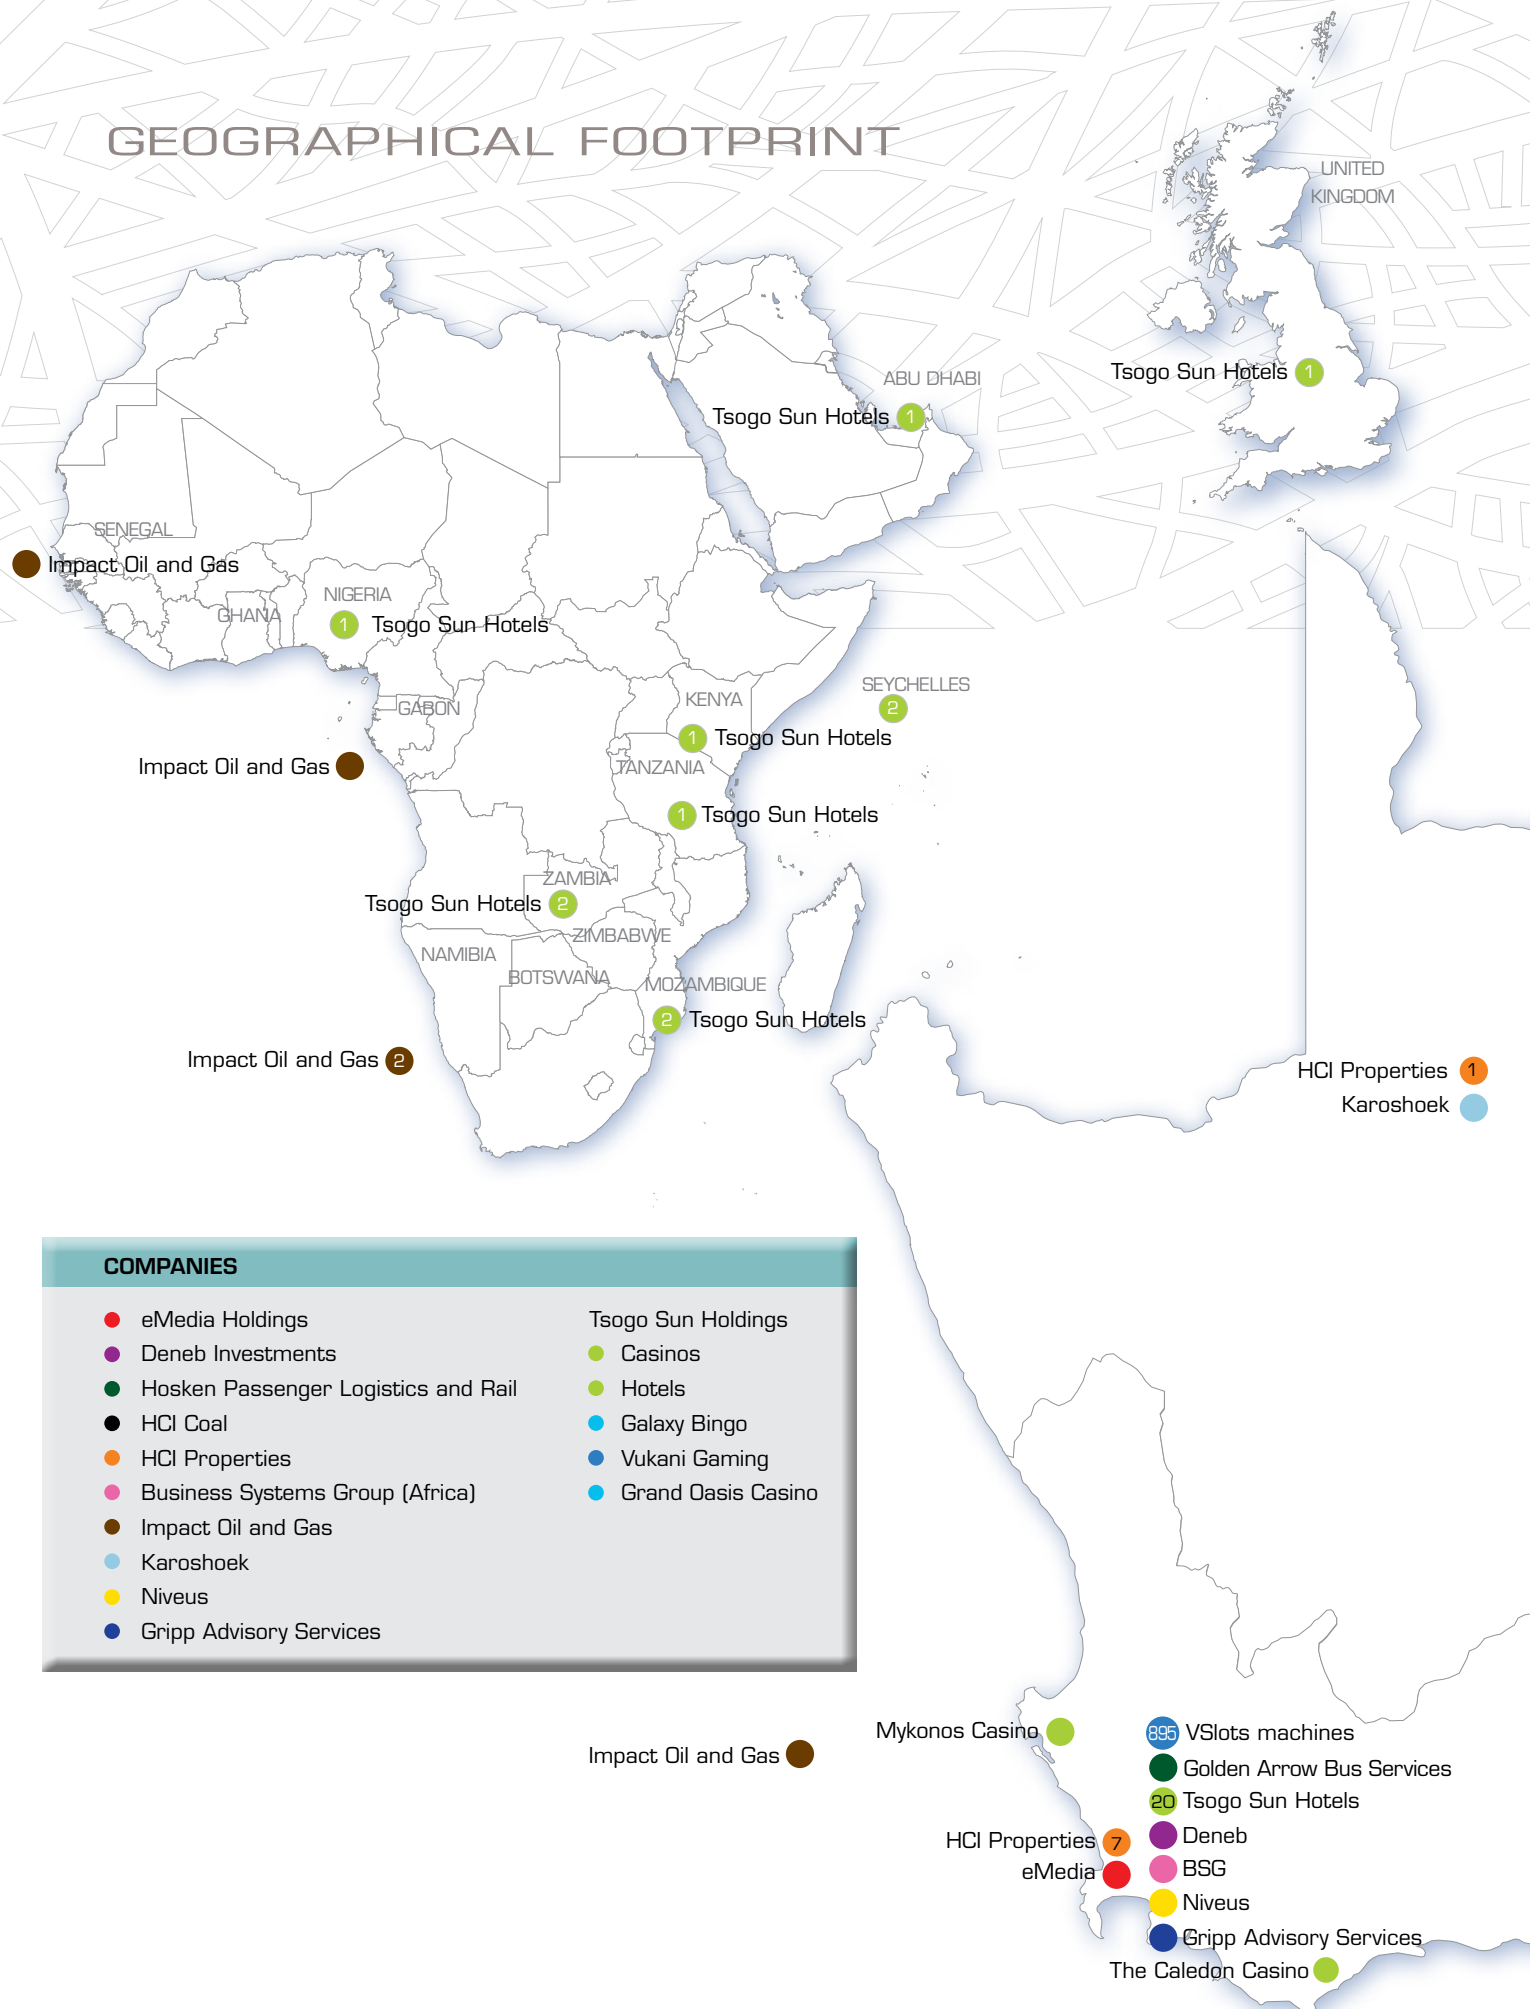 GEOGRAPHICAL FOOTPRINT
UNITED
KINGDOM
Tsogo Sun Hotels 1
ABU DHABI
Tsogo Sun Hotels 1
SENEGAL
Impact Oil and Gas
NIGERIA
GHANA
1 Tsogo Sun Hotels
SEYCHELLES
2
KENYA
GABON
1 Tsogo Sun Hotels
Impact Oil and Gas
TANZANIA
1 Tsogo Sun Hotels
ZAMBIA
Tsogo Sun Hotels 2
ZIMBABWE
NAMIBIA
BOTSWANA
MOZAMBIQUE
2 Tsogo Sun Hotels
Impact Oil and Gas 2
HCI Properties 1
Karoshoek
COMPANIES
eMedia Holdings
Deneb Investments
Hosken Passenger Logistics and Rail
HCI Coal
HCI Properties
Business Systems Group (Africa)
Impact Oil and Gas
Karoshoek
Niveus
Gripp Advisory Services
Tsogo Sun Holdings
Casinos
Hotels
Galaxy Bingo
Vukani Gaming
Grand Oasis Casino
Impact Oil and Gas
Mykonos Casino
895 VSlots machines
Golden Arrow Bus Services
20 Tsogo Sun Hotels
HCI Properties 7
Deneb
eMedia
BSG
Niveus
Gripp Advisory Services
The Caledon Casino